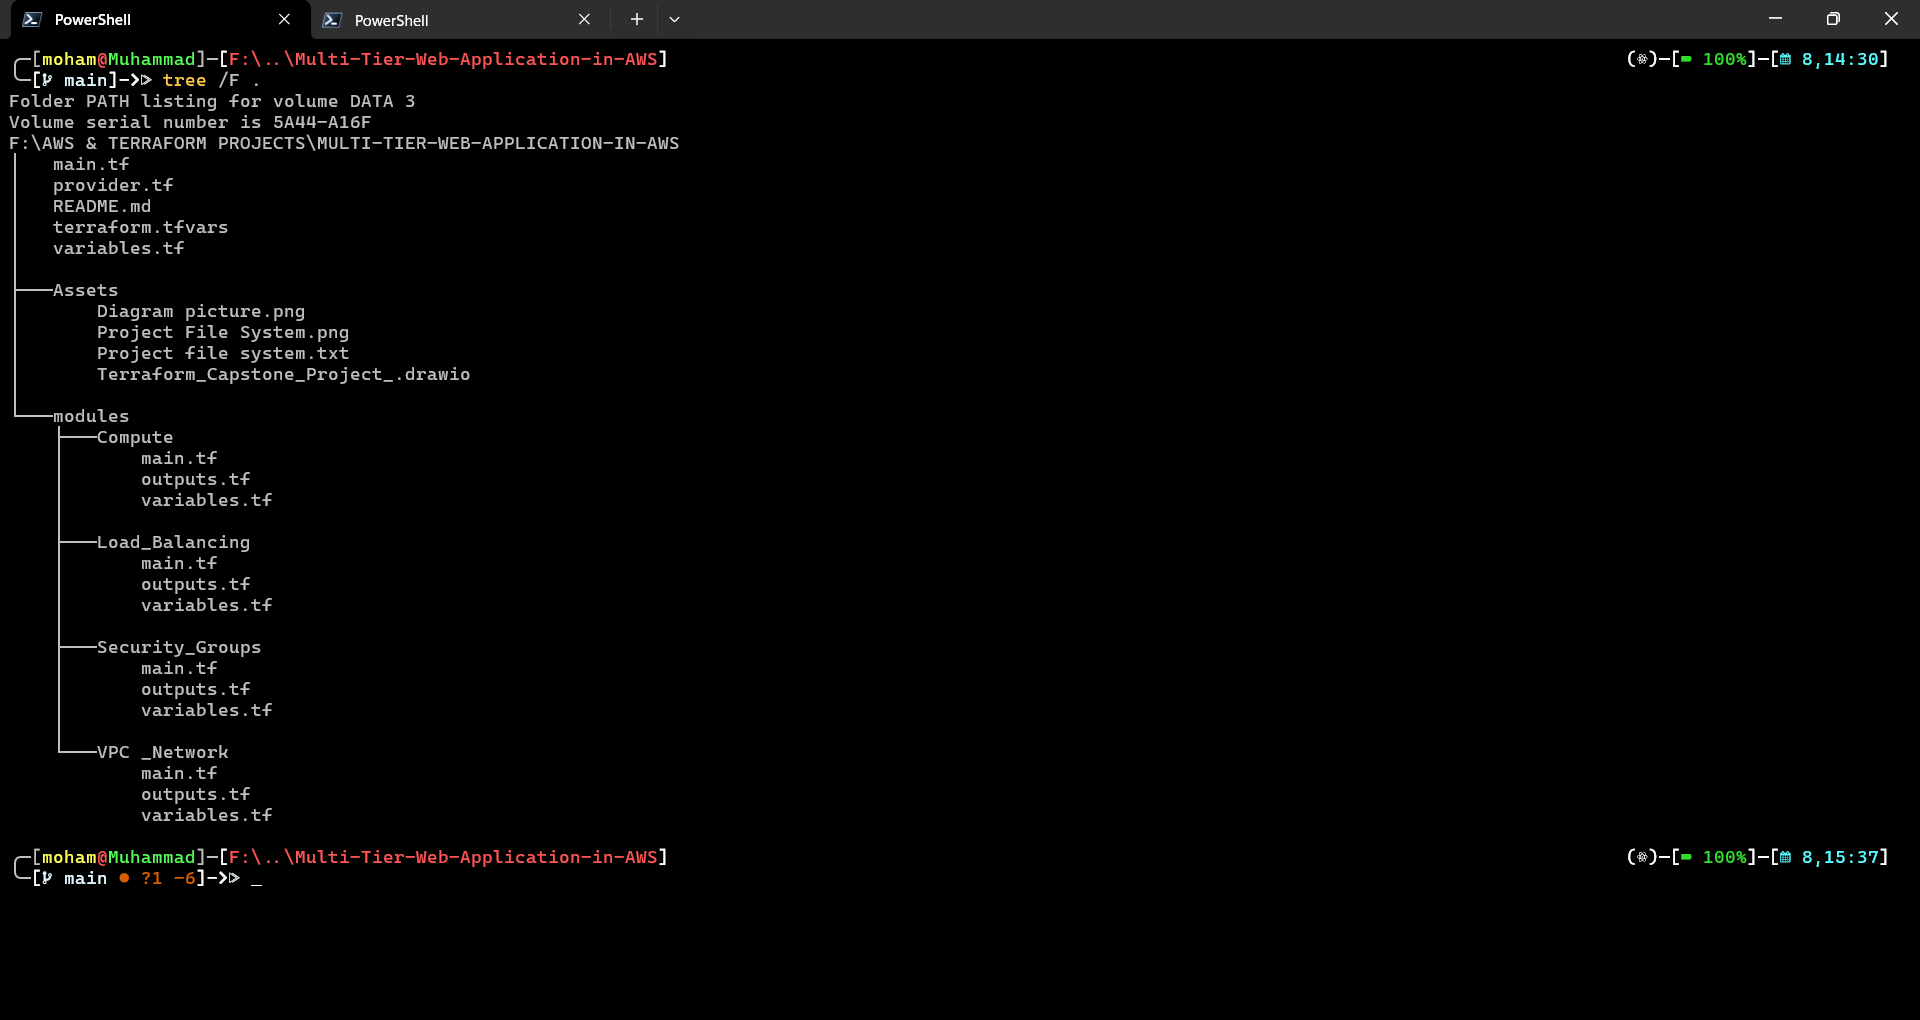 PowerShell
PowerShell
[moham@Muhammad]-[F:\..\Multi-Tier-Web-Application-in-AWS] ()-[ 100%]-[ 8,14:30]
[ main]-> tree /F .
Folder PATH listing for volume DATA 3
Volume serial number is 5A44-A16F
F:\AWS & TERRAFORM PROJECTS\MULTI-TIER-WEB-APPLICATION-IN-AWS
main.tf
provider.tf
README.md
terraform.tfvars
variables.tf
Assets
Diagram picture.png
Project File System.png
Project file system.txt
Terraform_Capstone_Project_.drawio
modules
Compute
main.tf
outputs.tf
variables.tf
Load_Balancing
main.tf
outputs.tf
variables.tf
Security_Groups
main.tf
outputs.tf
variables.tf
VPC _Network
main.tf
outputs.tf
variables.tf
[moham@Muhammad]-[F:\..\Multi-Tier-Web-Application-in-AWS] ()-[ 100%]-[ 8,15:37]
[ main ● ?1 -6]-> _